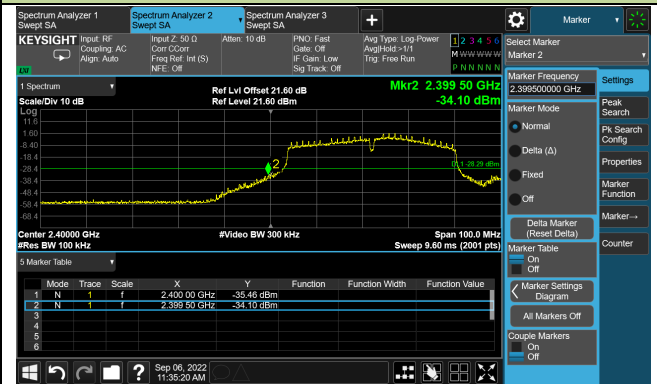 Spectrum Analyzer 1
Swept SA
Spectrum Analyzer 2
Swept SA
Spectrum Analyzer 3
Swept SA
+
Marker
KEYSIGHT
Input: RF
Coupling: AC
Align: Auto
Input Z: 50 Ω
Corr CCorr
Freq Ref: Int (S)
NFE: Off
Atten: 10 dB
PNO: Fast
Gate: Off
IF Gain: Low
Sig Track: Off
Avg Type: Log-Power
Avg|Hold:>1/1
Trig: Free Run
1 2 3 4 5 6
M W W W W W
P N N N N N
Select Marker
Marker 2
1 Spectrum
Scale/Div 10 dB
Ref Lvl Offset 21.60 dB
Ref Level 21.60 dBm
Mkr2 2.399 50 GHz
-34.10 dBm
Log
11.6
1.60
-8.40
-18.4
-28.4
-38.4
-48.4
-58.4
-68.4
2
DL1 -28.29 dBm
Center 2.40000 GHz
#Res BW 100 kHz
#Video BW 300 kHz
Span 100.0 MHz
Sweep 9.60 ms (2001 pts)
5 Marker Table
Mode Trace Scale X Y Function Function Width Function Value
1 N 1 f 2.400 00 GHz -35.46 dBm
2 N 1 f 2.399 50 GHz -34.10 dBm
3
4
5
6
Marker Frequency
2.399500000 GHz
Marker Mode
Normal
Delta (Δ)
Fixed
Off
Delta Marker
(Reset Delta)
Marker Table
On
Off
Marker Settings
Diagram
All Markers Off
Couple Markers
On
Off
Settings
Peak
Search
Pk Search
Config
Properties
Marker
Function
Marker→
Counter
?
Sep 06, 2022
11:35:20 AM